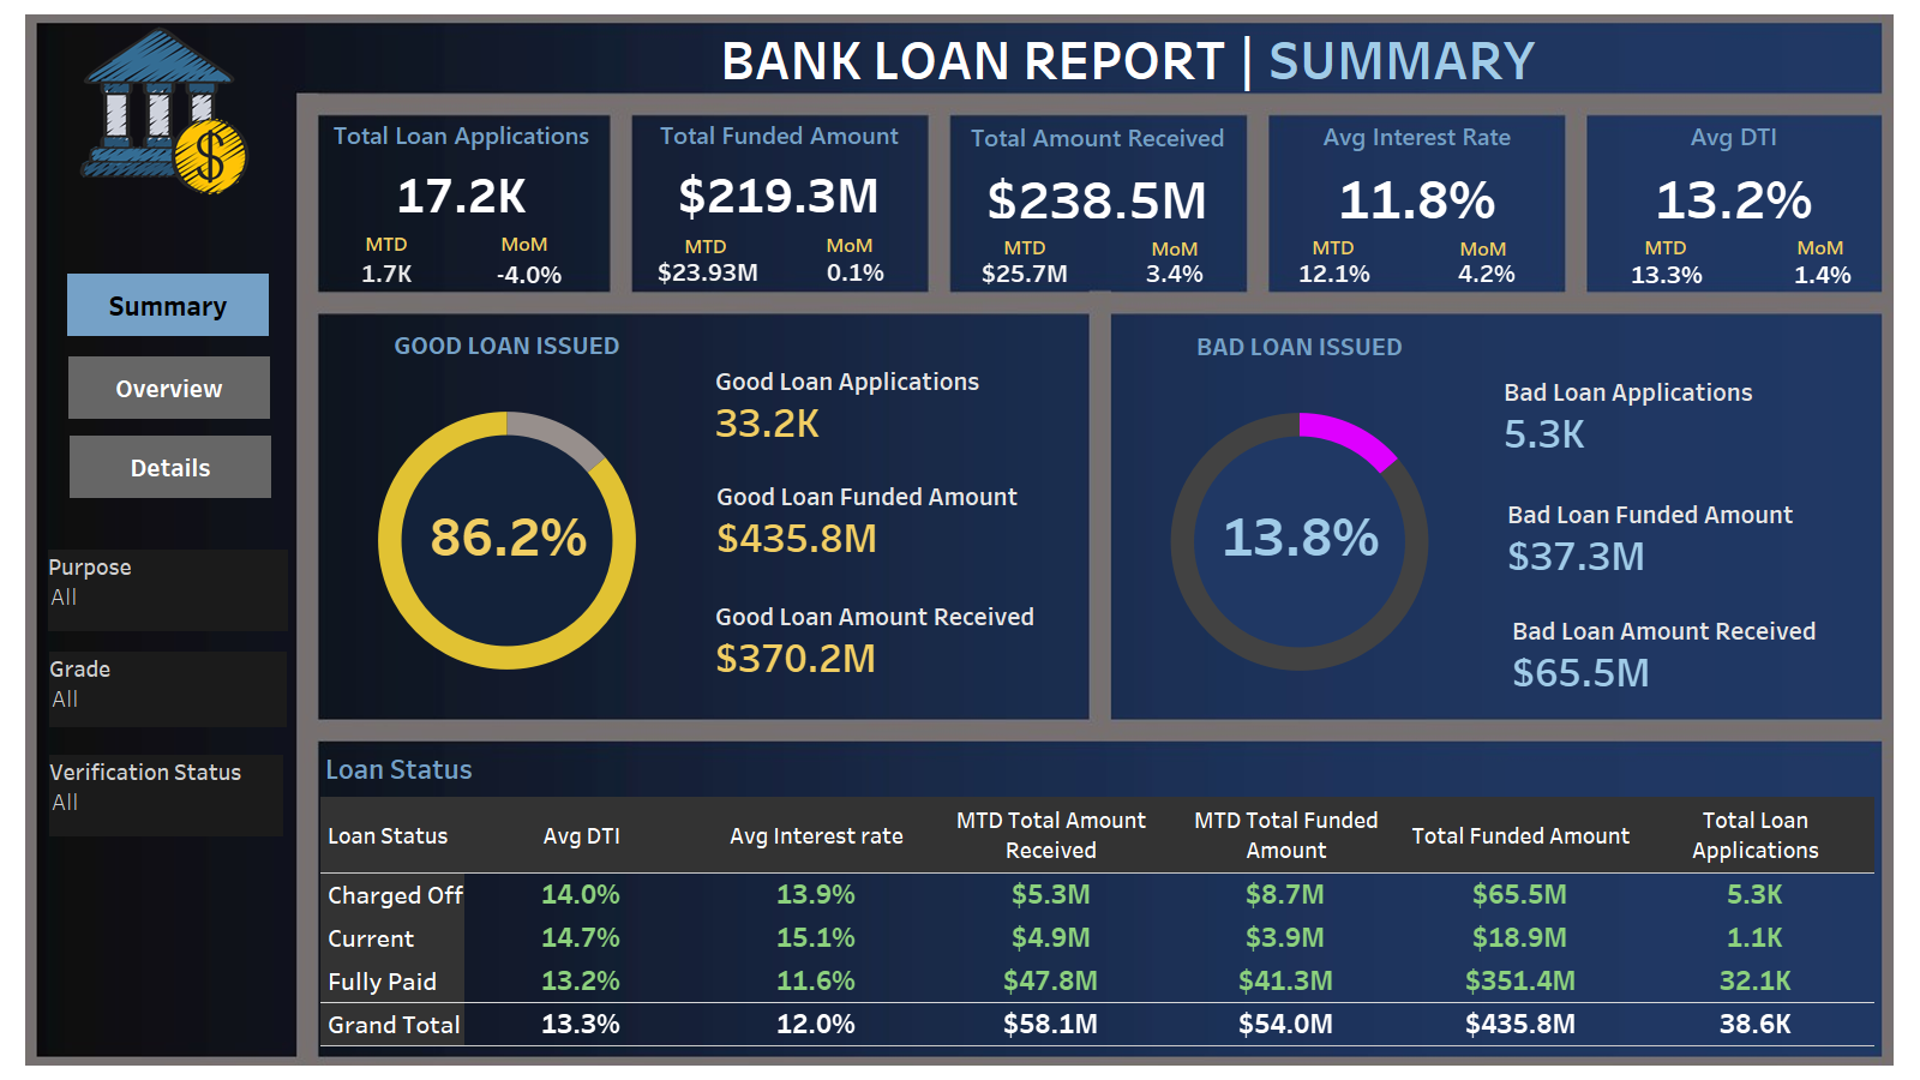 BANK LOAN REPORT | SUMMARY
$
Summary
Overview
Details
Purpose
All
Grade
All
Verification Status
All
Total Loan Applications
17.2K
MTD MoM
1.7K -4.0%
Total Funded Amount
$219.3M
MTD MoM
$23.93M 0.1%
Total Amount Received
$238.5M
MTD MoM
$25.7M 3.4%
Avg Interest Rate
11.8%
MTD MoM
12.1% 4.2%
Avg DTI
13.2%
MTD MoM
13.3% 1.4%
GOOD LOAN ISSUED
86.2%
Good Loan Applications
33.2K
Good Loan Funded Amount
$435.8M
Good Loan Amount Received
$370.2M
BAD LOAN ISSUED
13.8%
Bad Loan Applications
5.3K
Bad Loan Funded Amount
$37.3M
Bad Loan Amount Received
$65.5M
Loan Status
Loan Status Avg DTI Avg Interest rate MTD Total Amount Received MTD Total Funded Amount Total Funded Amount Total Loan Applications
Charged Off 14.0% 13.9% $5.3M $8.7M $65.5M 5.3K
Current 14.7% 15.1% $4.9M $3.9M $18.9M 1.1K
Fully Paid 13.2% 11.6% $47.8M $41.3M $351.4M 32.1K
Grand Total 13.3% 12.0% $58.1M $54.0M $435.8M 38.6K